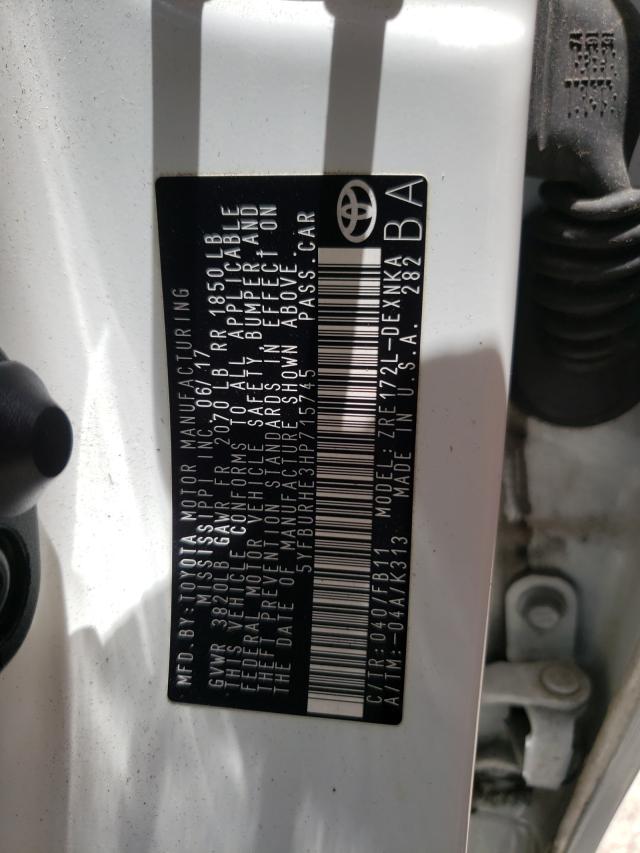 MFD. BY: TOYOTA MOTOR MANUFACTURING
MISSISSIPPI INC. 06/17
GVWR 3820LB GAWR FR 2070 LB RR 1850 LB
THIS VEHICLE CONFORMS TO ALL APPLICABLE
FEDERAL MOTOR VEHICLE SAFETY, BUMPER, AND
THEFT PREVENTION STANDARDS IN EFFECT ON
THE DATE OF MANUFACTURE SHOWN ABOVE.
5YFBURHE3HP715745 PASS. CAR
C/TR: 040/FB11 MODEL: ZRE172L-DEXNKA
A/TM: -04A/K313 MADE IN U.S.A. 282
BA